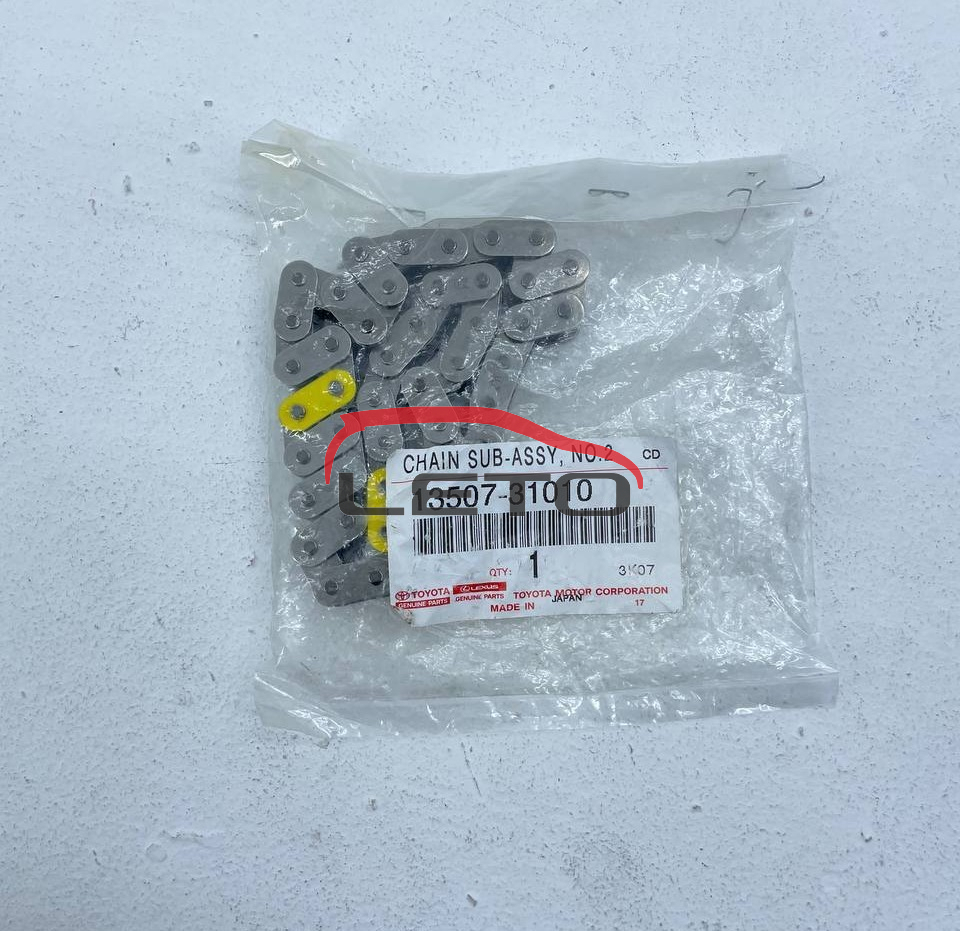 CHAIN SUB-ASSY, NO.2 CD
13507-31010
LETO
QTY: 1 3K07
TOYOTA LEXUS TOYOTA MOTOR CORPORATION
GENUINE PARTS GENUINE PARTS
MADE IN JAPAN 17